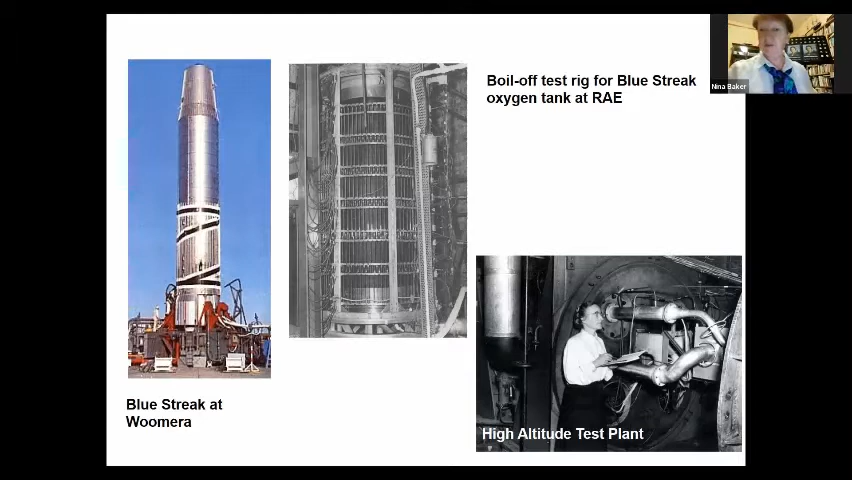 Boil-off test rig for Blue Streak
oxygen tank at RAE
Nina Baker
Blue Streak at
Woomera
High Altitude Test Plant